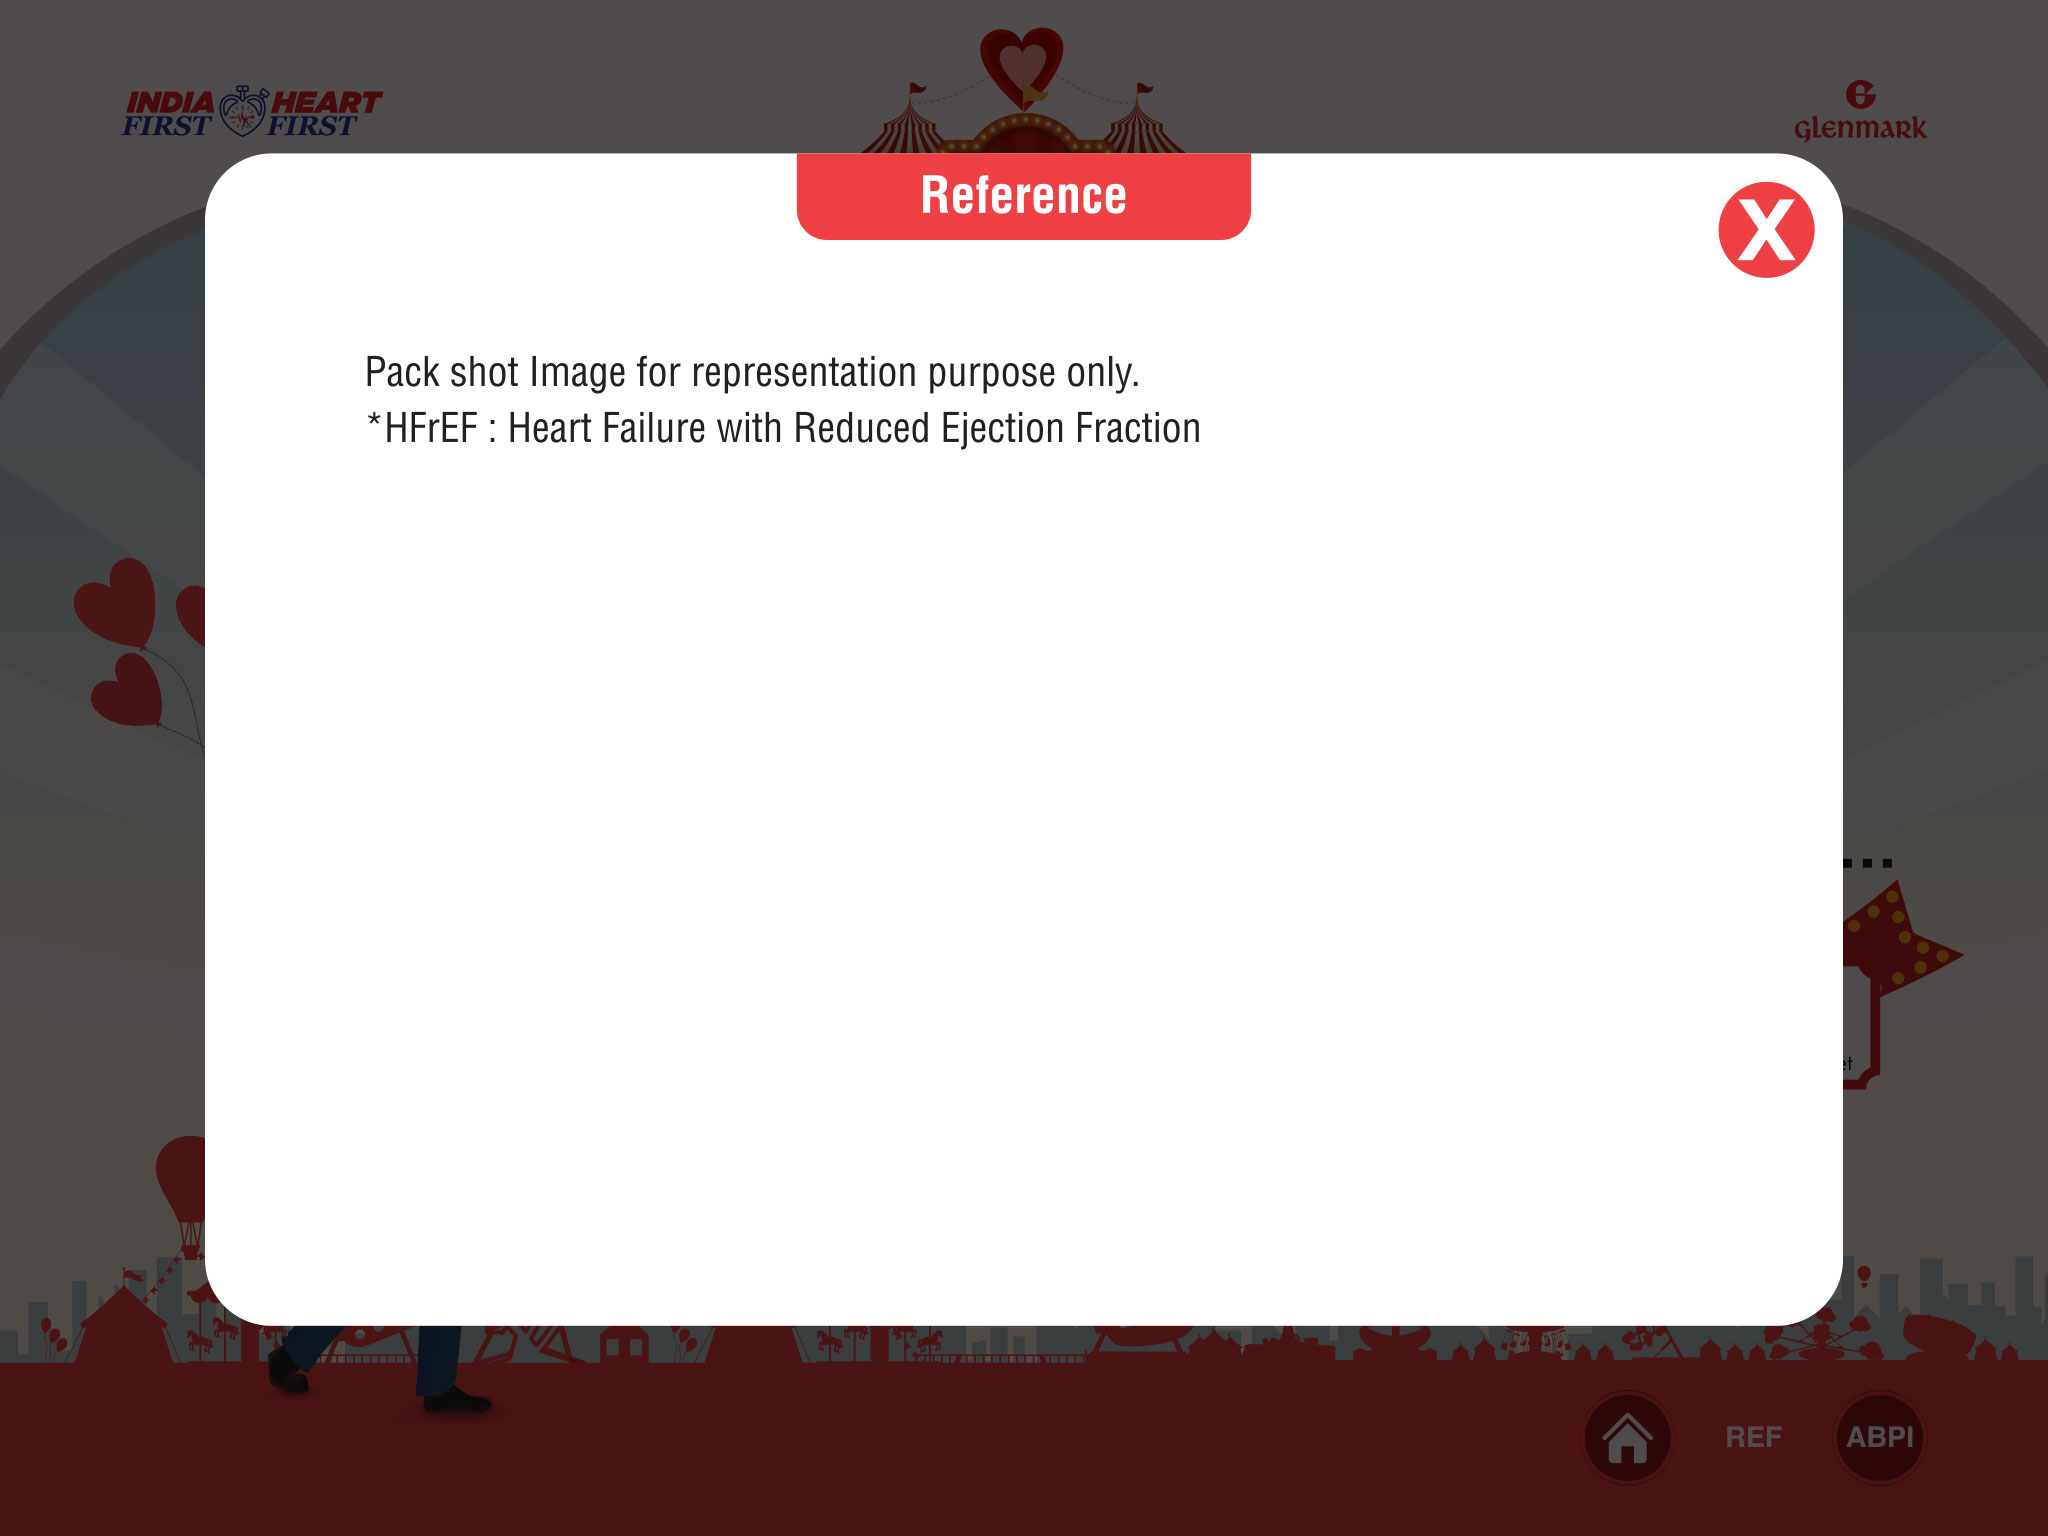 INDIA HEART
FIRST FIRST
Glenmark
Reference
X
Pack shot Image for representation purpose only.
*HFrEF : Heart Failure with Reduced Ejection Fraction
REF
ABPI